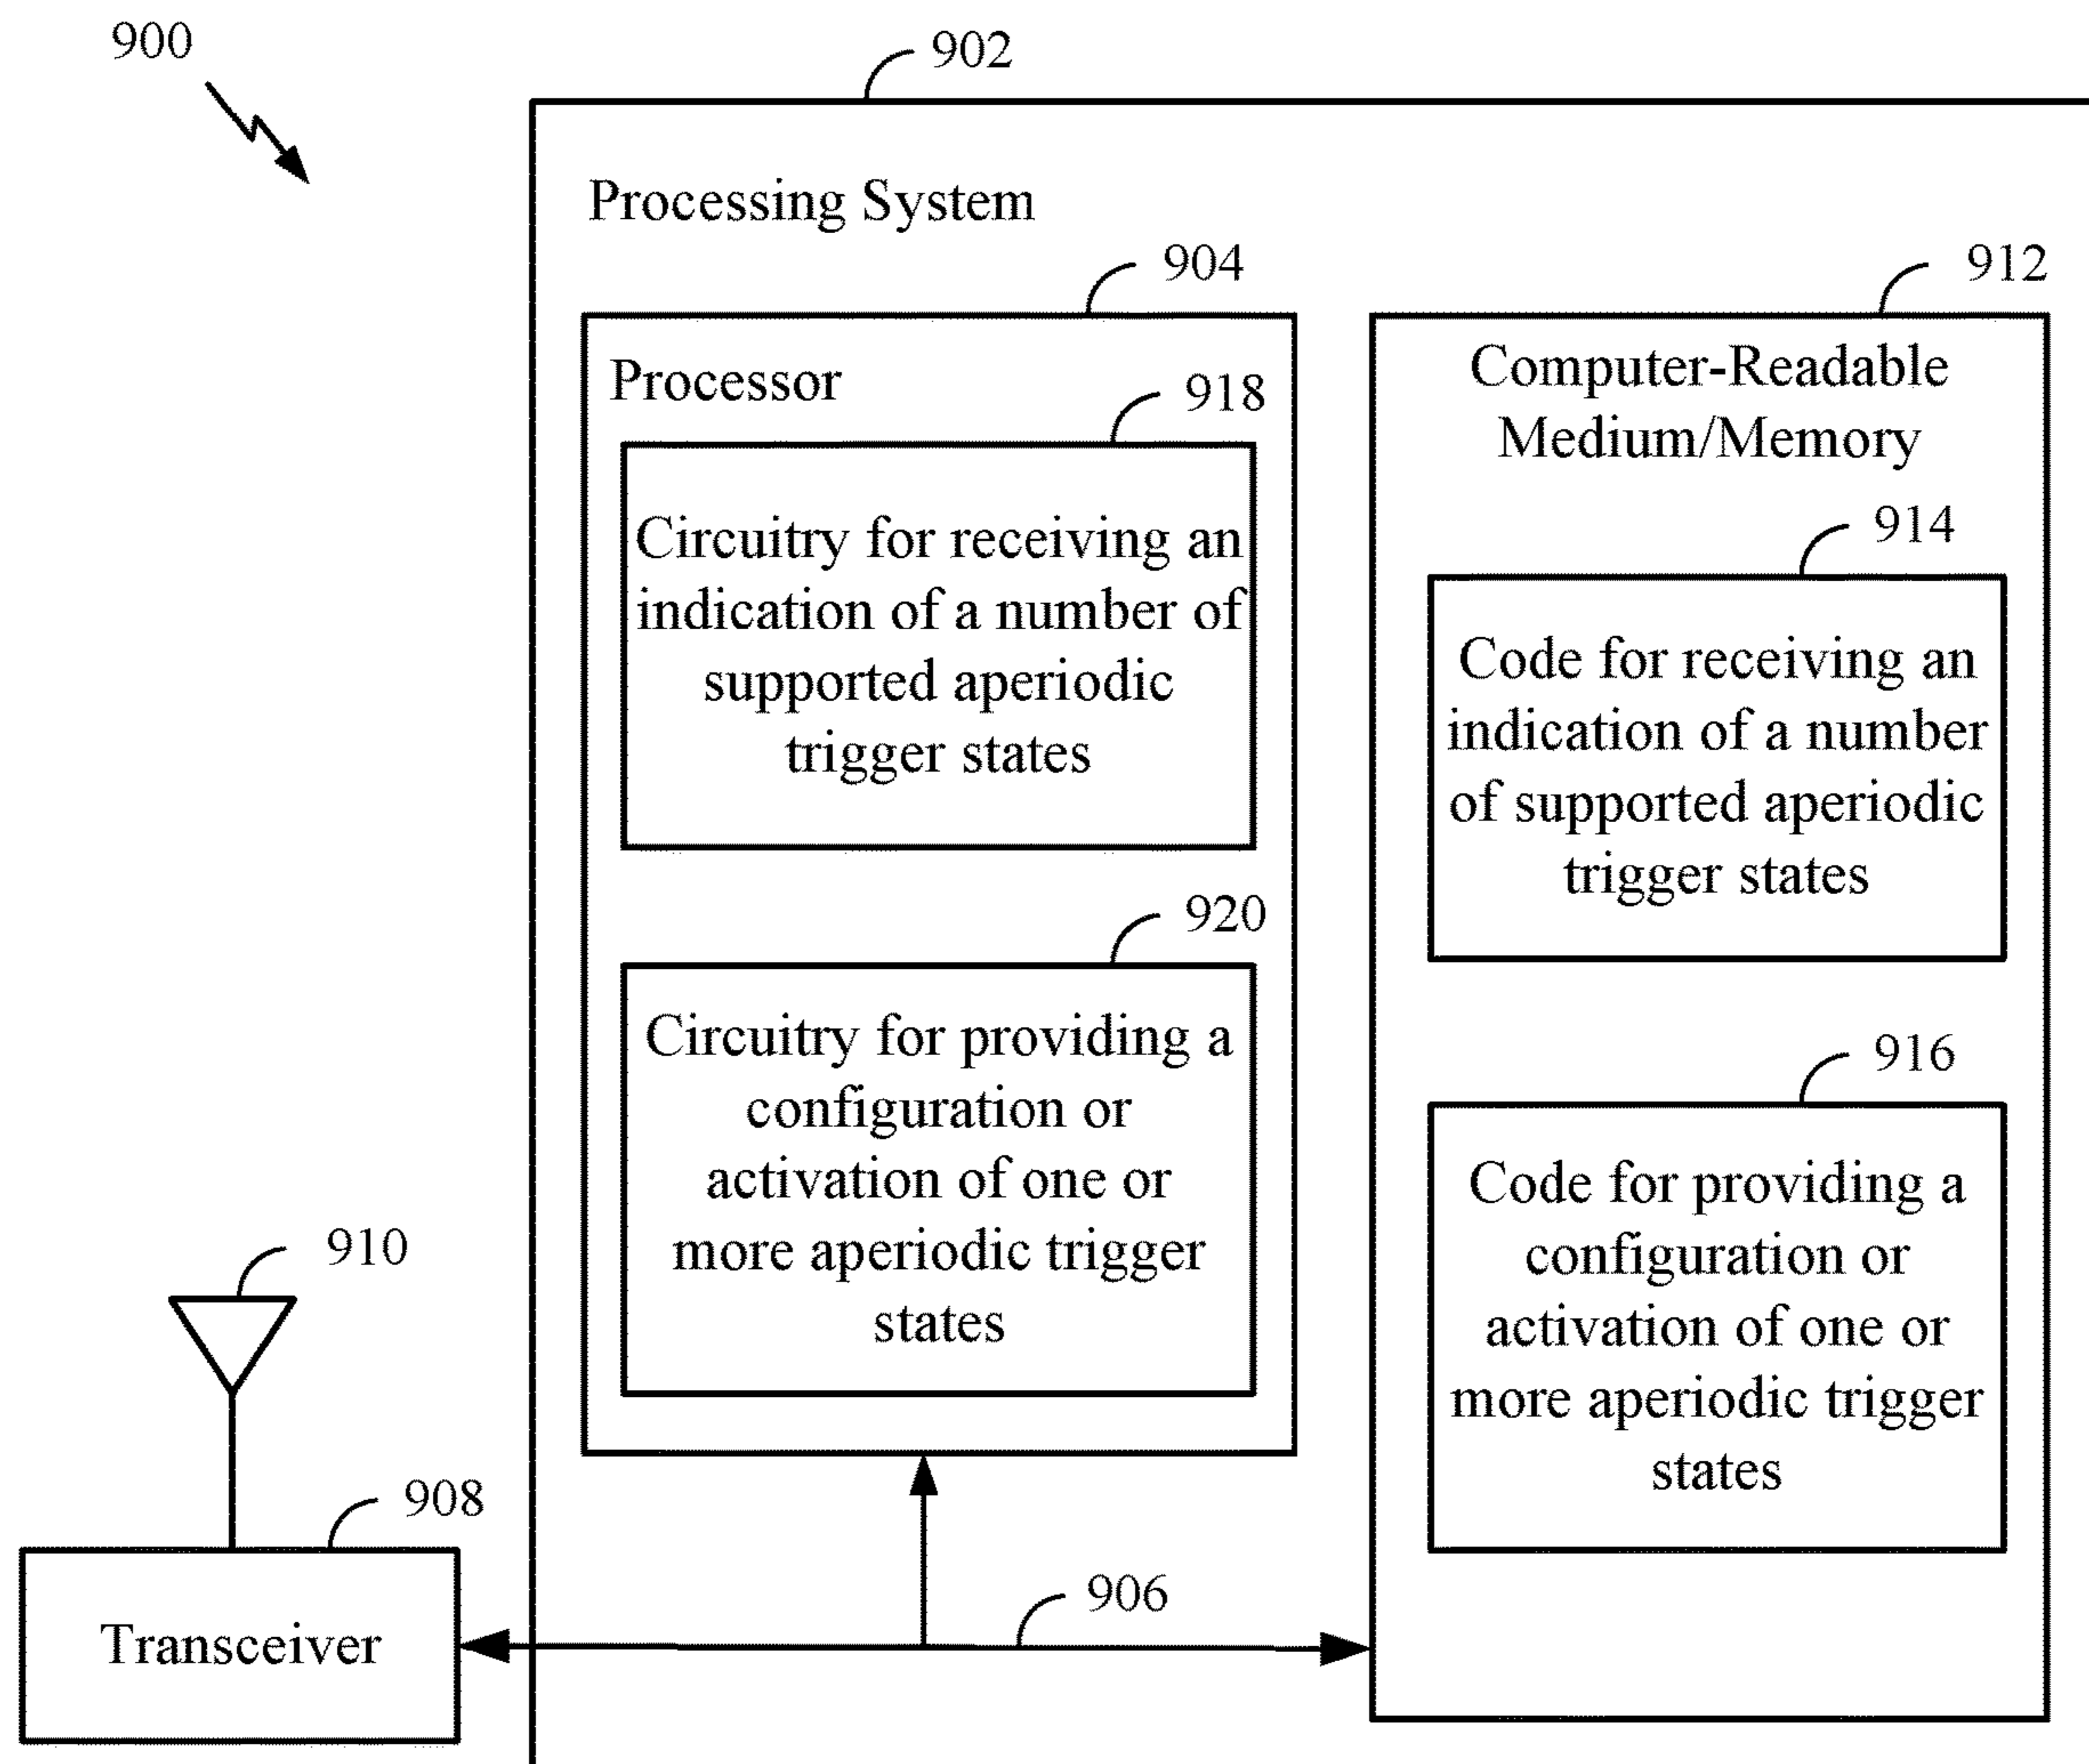 900
902
Processing System
904
912
Processor
Computer-Readable
Medium/Memory
918
Circuitry for receiving an
indication of a number of
supported aperiodic
trigger states
914
Code for receiving an
indication of a number
of supported aperiodic
trigger states
920
Circuitry for providing a
configuration or
activation of one or
more aperiodic trigger
states
916
Code for providing a
configuration or
activation of one or
more aperiodic trigger
states
910
908
Transceiver
906